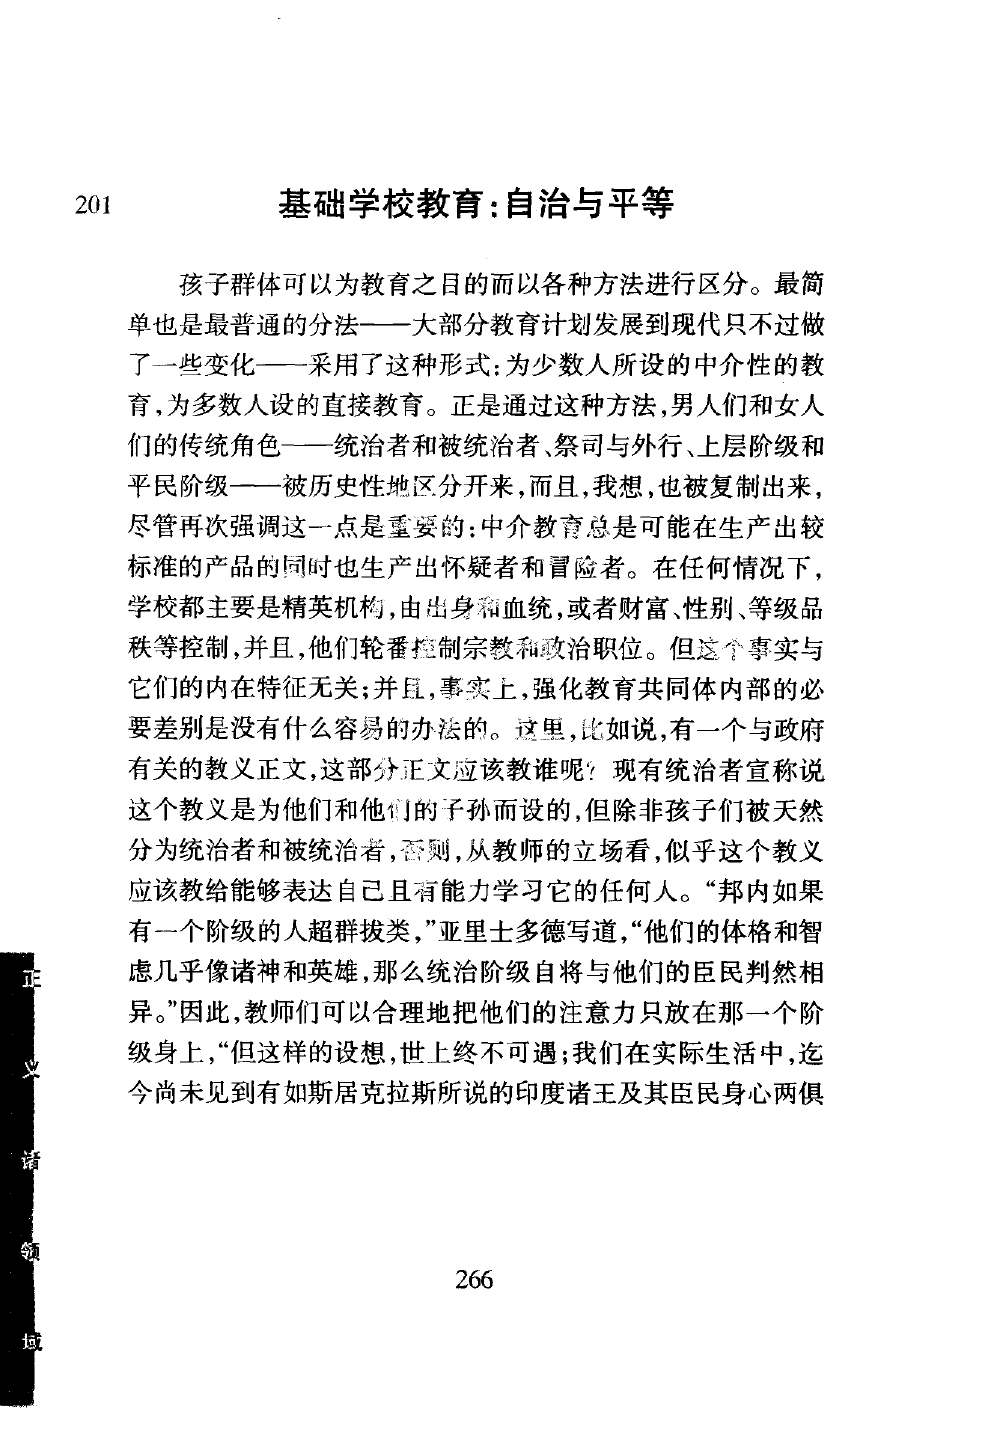 201
基础学校教育:自治与平等
孩子群体可以为教育之目的而以各种方法进行区分。最简
单也是最普通的分法——大部分教育计划发展到现代只不过做
了一些变化——采用了这种形式:为少数人所设的中介性的教
育,为多数人设的直接教育。正是通过这种方法,男人们和女人
们的传统角色——统治者和被统治者、祭司与外行、上层阶级和
平民阶级——被历史性地区分开来,而且,我想,也被复制出来,
尽管再次强调这一点是重要的:中介教育总是可能在生产出较
标准的产品的同时也生产出怀疑者和冒险者。在任何情况下,
学校都主要是精英机构,由出身和血统,或者财富、性别、等级品
秩等控制,并且,他们轮番控制宗教和政治职位。但这个事实与
它们的内在特征无关;并且,事实上,强化教育共同体内部的必
要差别是没有什么容易的办法的。这里,比如说,有一个与政府
有关的教义正文,这部分正文应该教谁呢?现有统治者宣称说
这个教义是为他们和他们的子孙而设的,但除非孩子们被天然
分为统治者和被统治者,否则,从教师的立场看,似乎这个教义
应该教给能够表达自己且有能力学习它的任何人。“邦内如果
有一个阶级的人超群拔类,”亚里士多德写道,“他们的体格和智
虑几乎像诸神和英雄,那么统治阶级自将与他们的臣民判然相
异。”因此,教师们可以合理地把他们的注意力只放在那一个阶
级身上,“但这样的设想,世上终不可遇;我们在实际生活中,迄
今尚未见到有如斯居克拉斯所说的印度诸王及其臣民身心两俱
正义诸领域
266